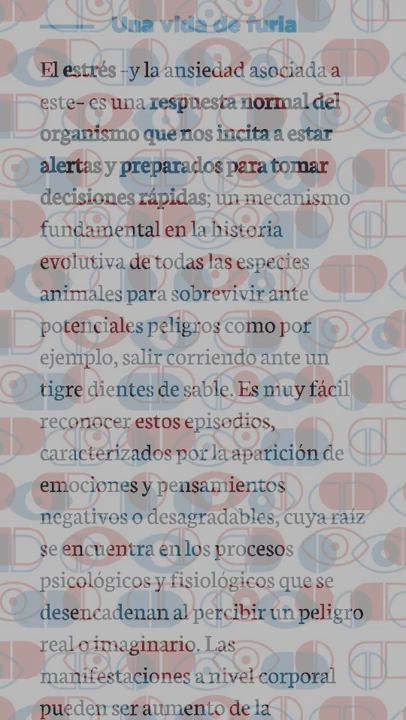 Una vida de furia
El estrés -y la ansiedad asociada a
este- es una respuesta normal del
organismo que nos incita a estar
alertas y preparados para tomar
decisiones rápidas; un mecanismo
fundamental en la historia
evolutiva de todas las especies
animales para sobrevivir ante
potenciales peligros como por
ejemplo, salir corriendo ante un
tigre dientes de sable. Es muy fácil
reconocer estos episodios,
caracterizados por la aparición de
emociones y pensamientos
negativos o desagradables, cuya raíz
se encuentra en los procesos
psicológicos y fisiológicos que se
desencadenan al percibir un peligro
real o imaginario. Las
manifestaciones a nivel corporal
pueden ser aumento de la